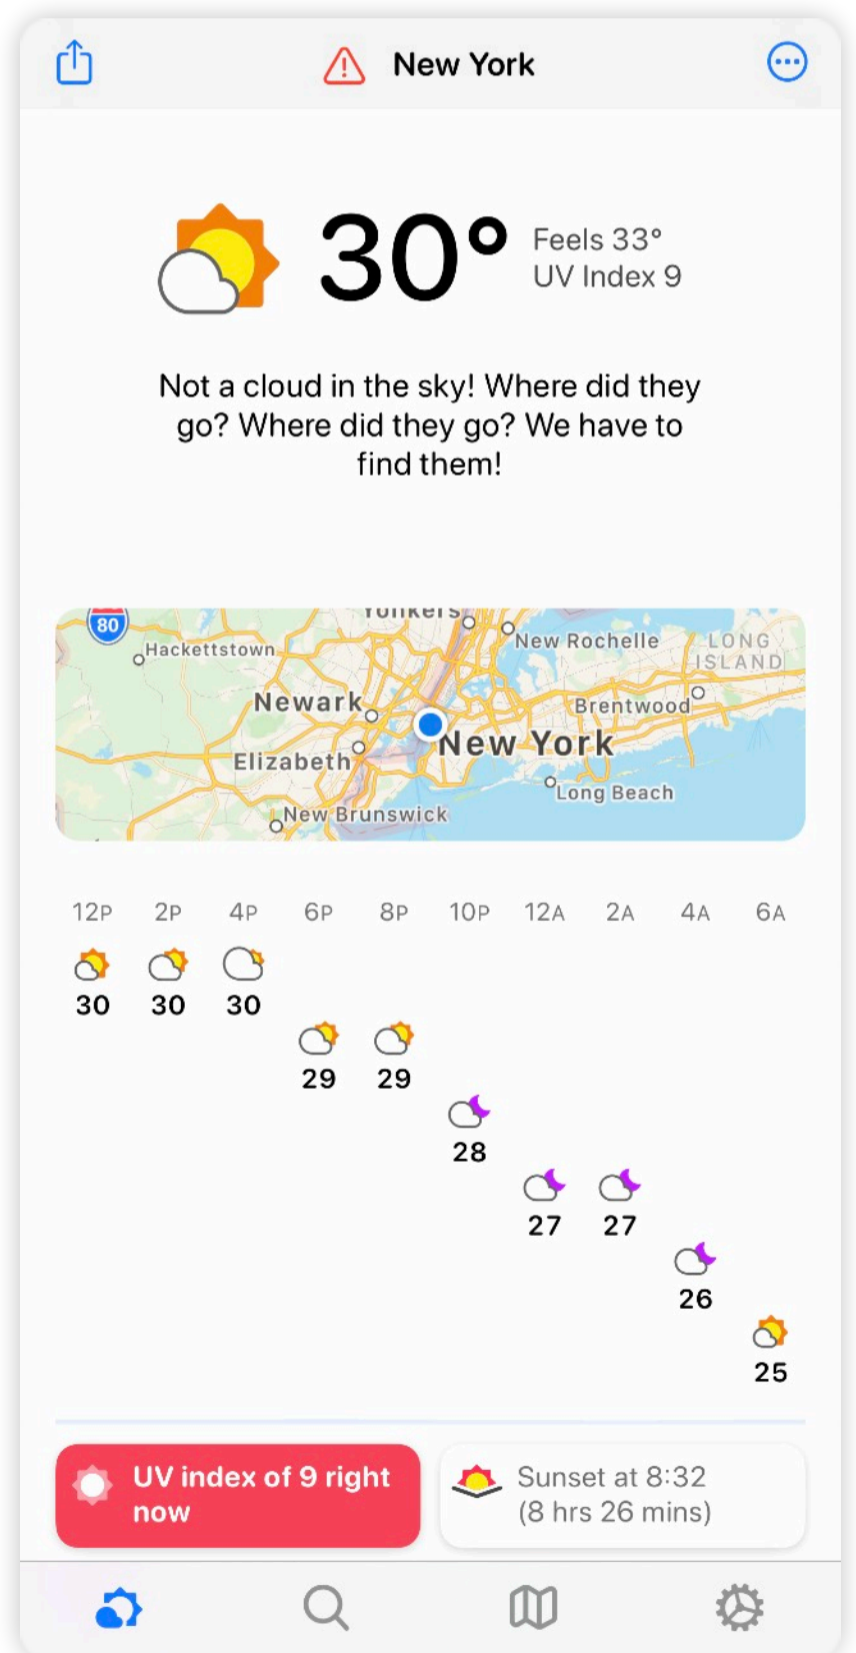 New York
30°
Feels 33°
UV Index 9
Not a cloud in the sky! Where did they
go? Where did they go? We have to
find them!
80
Yonkers
Hackettstown
New Rochelle
LONG
ISLAND
Newark
Brentwood
New York
Elizabeth
Long Beach
New Brunswick
12P 2P 4P 6P 8P 10P 12A 2A 4A 6A
30 30 30
29 29
28
27 27
26
25
UV index of 9 right
now
Sunset at 8:32
(8 hrs 26 mins)